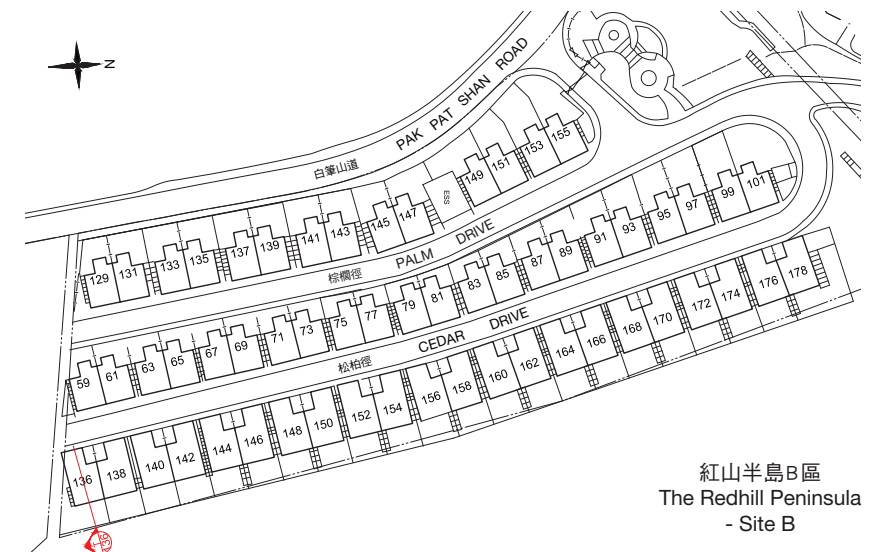 N
PAK PAT SHAN ROAD
白筆山道
129 131 133 135 137 139 141 143 145 147 ESS 149 151 153 155
棕櫚徑 PALM DRIVE
59 61 63 65 67 69 71 73 75 77 79 81 83 85 87 89 91 93 95 97 99 101
松柏徑 CEDAR DRIVE
136 138 140 142 144 146 148 150 152 154 156 158 160 162 164 166 168 170 172 174 176 178
紅山半島B區
The Redhill Peninsula
- Site B